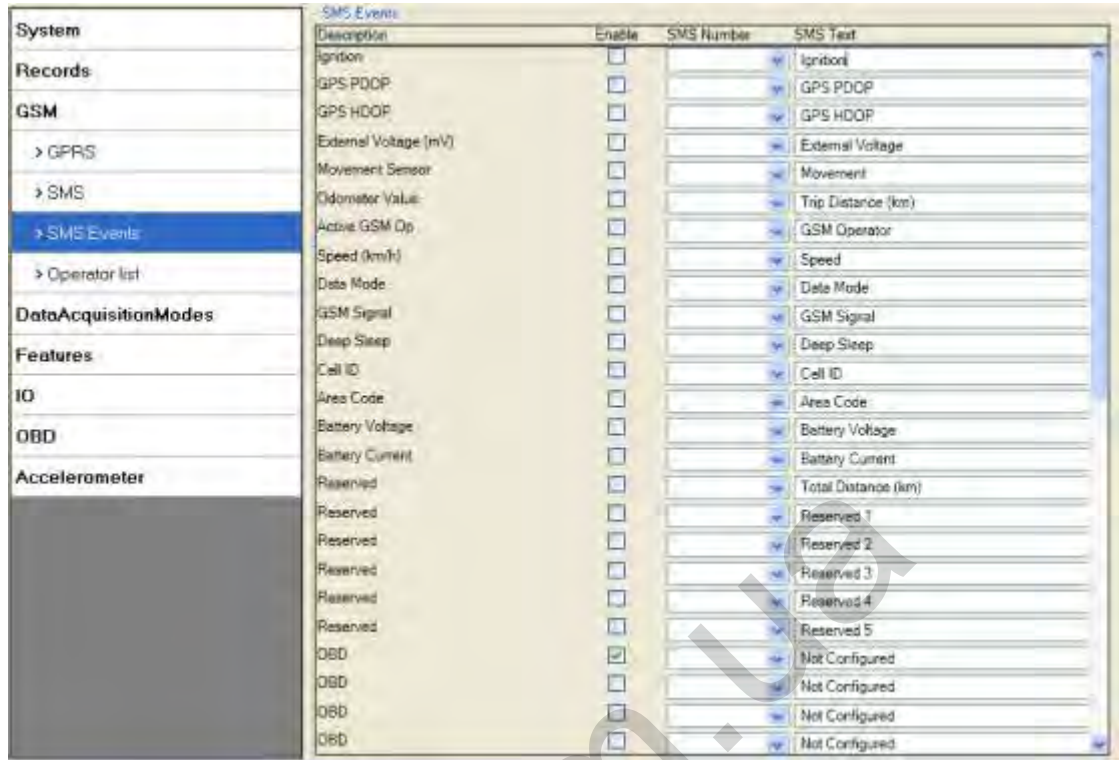 System
Records
GSM
> GPRS
> SMS
> SMS Events
> Operator list
DataAcquisitionModes
Features
IO
OBD
Accelerometer
SMS Events
Description Enable SMS Number SMS Text
Ignition Ignition
GPS PDOP GPS PDOP
GPS HDOP GPS HDOP
External Voltage (mV) External Voltage
Movement Sensor Movement
Odometer Value Trip Distance (km)
Active GSM Op GSM Operator
Speed (km/h) Speed
Data Mode Data Mode
GSM Signal GSM Signal
Deep Sleep Deep Sleep
Cell ID Cell ID
Area Code Area Code
Battery Voltage Battery Voltage
Battery Current Battery Current
Reserved Total Distance (km)
Reserved Reserved 1
Reserved Reserved 2
Reserved Reserved 3
Reserved Reserved 4
Reserved Reserved 5
OBD Not Configured
OBD Not Configured
OBD Not Configured
OBD Not Configured